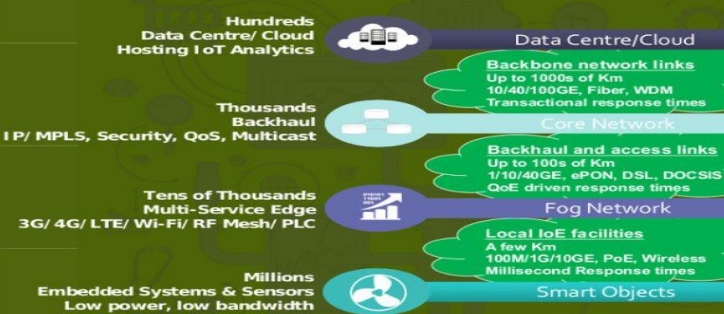 Hundreds
Data Centre/ Cloud
Hosting IoT Analytics
Data Centre/Cloud
Backbone network links
Up to 1000s of Km
10/40/100GE, Fiber, WDM
Transactional response times
Thousands
Backhaul
IP/ MPLS, Security, QoS, Multicast
Core Network
Backhaul and access links
Up to 100s of Km
1/10/40GE, ePON, DSL, DOCSIS
QoE driven response times
Tens of Thousands
Multi-Service Edge
3G/ 4G/ LTE/ Wi-Fi/ RF Mesh/ PLC
Fog Network
Local IoE facilities
A few Km
100M/1G/10GE, PoE, Wireless
Millisecond Response times
Millions
Embedded Systems & Sensors
Low power, low bandwidth
Smart Objects